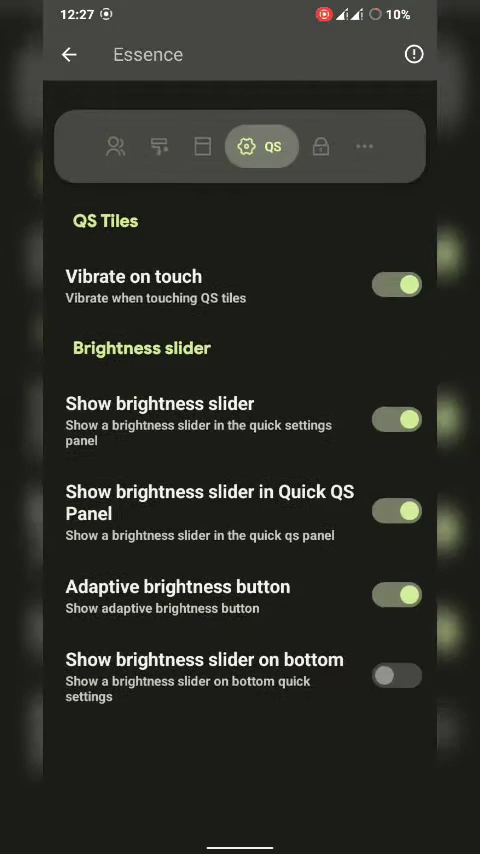 12:27
10%
Essence
QS
QS Tiles
Vibrate on touch
Vibrate when touching QS tiles
Brightness slider
Show brightness slider
Show a brightness slider in the quick settings
panel
Show brightness slider in Quick QS
Panel
Show a brightness slider in the quick qs panel
Adaptive brightness button
Show adaptive brightness button
Show brightness slider on bottom
Show a brightness slider on bottom quick
settings